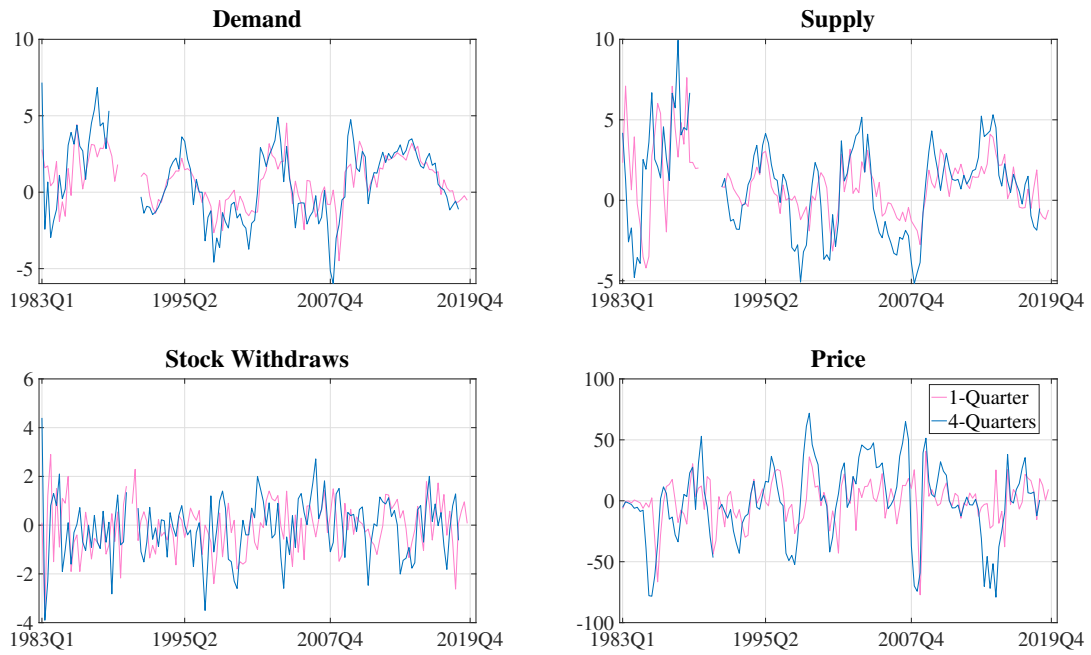 Demand
10
5
0
-5
1983Q1
1995Q2
2007Q4
2019Q4
Supply
10
5
0
-5
1983Q1
1995Q2
2007Q4
2019Q4
Stock Withdraws
6
4
2
0
-2
-4
1983Q1
1995Q2
2007Q4
2019Q4
Price
100
50
0
-50
-100
1983Q1
1995Q2
2007Q4
2019Q4
1-Quarter
4-Quarters